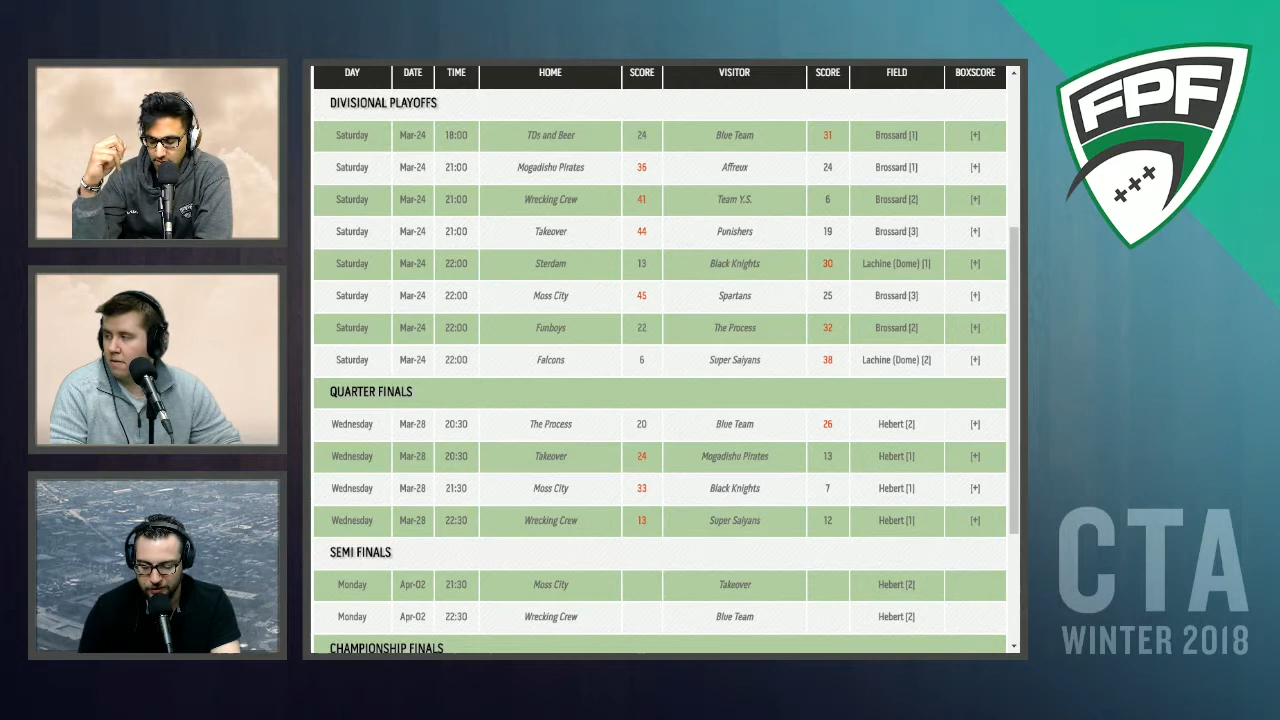 DAY DATE TIME HOME SCORE VISITOR SCORE FIELD BOXSCORE
DIVISIONAL PLAYOFFS
Saturday Mar-24 18:00 TDs and Beer 24 Blue Team 31 Brossard [1] [+]
Saturday Mar-24 21:00 Mogadishu Pirates 36 Affreux 24 Brossard [1] [+]
Saturday Mar-24 21:00 Wrecking Crew 41 Team Y.S. 6 Brossard [2] [+]
Saturday Mar-24 21:00 Takeover 44 Punishers 19 Brossard [3] [+]
Saturday Mar-24 22:00 Sterdam 13 Black Knights 30 Lachine (Dome) [1] [+]
Saturday Mar-24 22:00 Moss City 45 Spartans 25 Brossard [3] [+]
Saturday Mar-24 22:00 Funboys 22 The Process 32 Brossard [2] [+]
Saturday Mar-24 22:00 Falcons 6 Super Saiyans 38 Lachine (Dome) [2] [+]
QUARTER FINALS
Wednesday Mar-28 20:30 The Process 20 Blue Team 26 Hebert [2] [+]
Wednesday Mar-28 20:30 Takeover 24 Mogadishu Pirates 13 Hebert [1] [+]
Wednesday Mar-28 21:30 Moss City 33 Black Knights 7 Hebert [1] [+]
Wednesday Mar-28 22:30 Wrecking Crew 13 Super Saiyans 12 Hebert [1] [+]
SEMI FINALS
Monday Apr-02 21:30 Moss City Takeover Hebert [2]
Monday Apr-02 22:30 Wrecking Crew Blue Team Hebert [2]
CHAMPIONSHIP FINALS
FPF
CTA
WINTER 2018